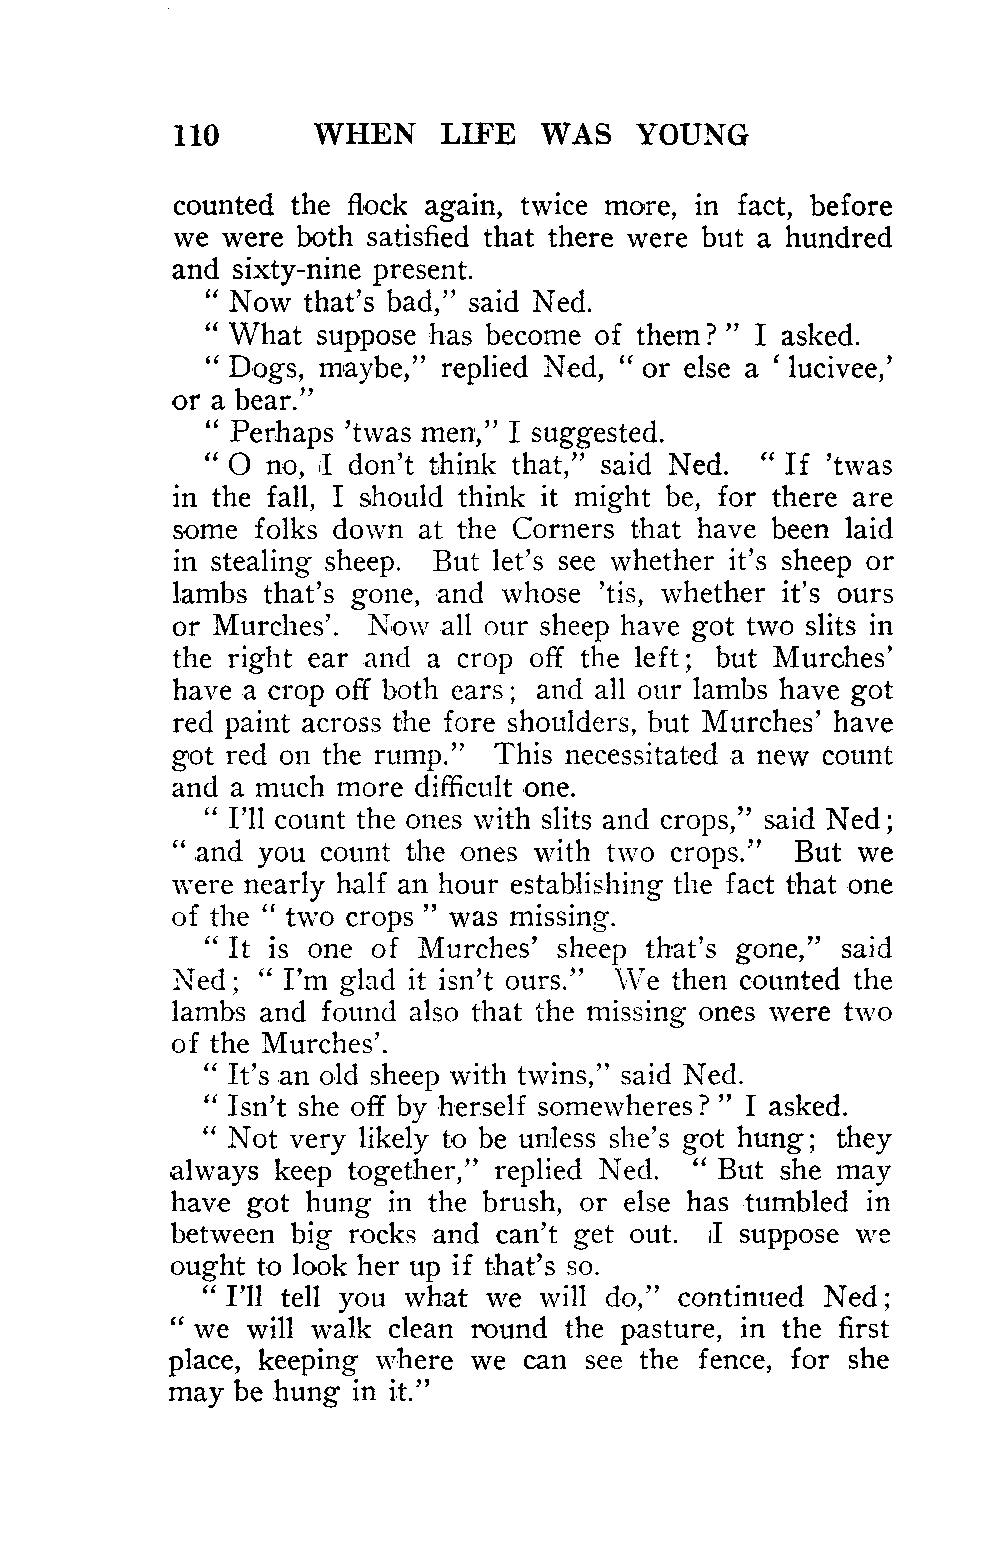 110 WHEN LIFE WAS YOUNG
counted the flock again, twice more, in fact, before
we were both satisfied that there were but a hundred
and sixty-nine present.
“ Now that’s bad,” said Ned.
“ What suppose has become of them? ” I asked.
“ Dogs, maybe,” replied Ned, “ or else a ‘ lucivee,’
or a bear.”
“ Perhaps ’twas men,” I suggested.
“ O no, I don’t think that,” said Ned. “ If ’twas
in the fall, I should think it might be, for there are
some folks down at the Corners that have been laid
in stealing sheep. But let’s see whether it’s sheep or
lambs that’s gone, and whose ’tis, whether it’s ours
or Murches’. Now all our sheep have got two slits in
the right ear and a crop off the left; but Murches’
have a crop off both ears; and all our lambs have got
red paint across the fore shoulders, but Murches’ have
got red on the rump.” This necessitated a new count
and a much more difficult one.
“ I’ll count the ones with slits and crops,” said Ned;
“ and you count the ones with two crops.” But we
were nearly half an hour establishing the fact that one
of the “ two crops ” was missing.
“ It is one of Murches’ sheep that’s gone,” said
Ned; “ I’m glad it isn’t ours.” We then counted the
lambs and found also that the missing ones were two
of the Murches’.
“ It’s an old sheep with twins,” said Ned.
“ Isn’t she off by herself somewheres? ” I asked.
“ Not very likely to be unless she’s got hung; they
always keep together,” replied Ned. “ But she may
have got hung in the brush, or else has tumbled in
between big rocks and can’t get out. I suppose we
ought to look her up if that’s so.
“ I’ll tell you what we will do,” continued Ned;
“ we will walk clean round the pasture, in the first
place, keeping where we can see the fence, for she
may be hung in it.”